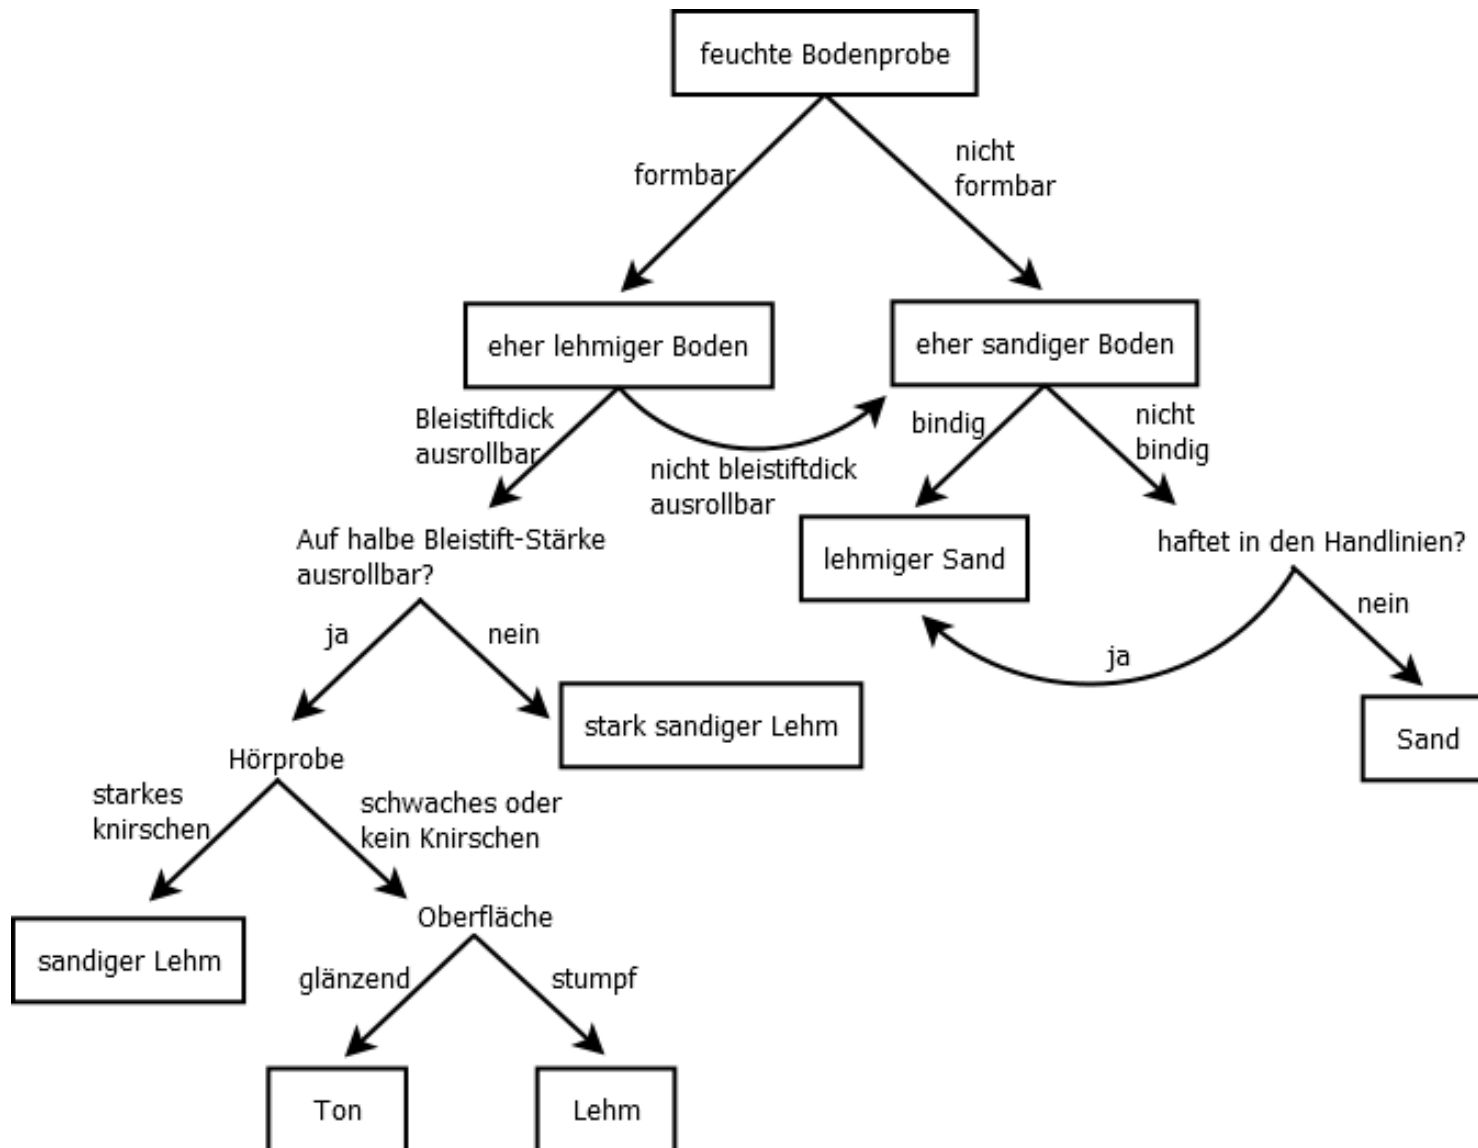 feuchte Bodenprobe
formbar
nicht
formbar
eher lehmiger Boden
eher sandiger Boden
Bleistiftdick
ausrollbar
nicht bleistiftdick
ausrollbar
bindig
nicht
bindig
Auf halbe Bleistift-Stärke
ausrollbar?
lehmiger Sand
haftet in den Handlinien?
ja
nein
ja
nein
stark sandiger Lehm
Sand
Hörprobe
starkes
knirschen
schwaches oder
kein Knirschen
sandiger Lehm
Oberfläche
glänzend
stumpf
Ton
Lehm